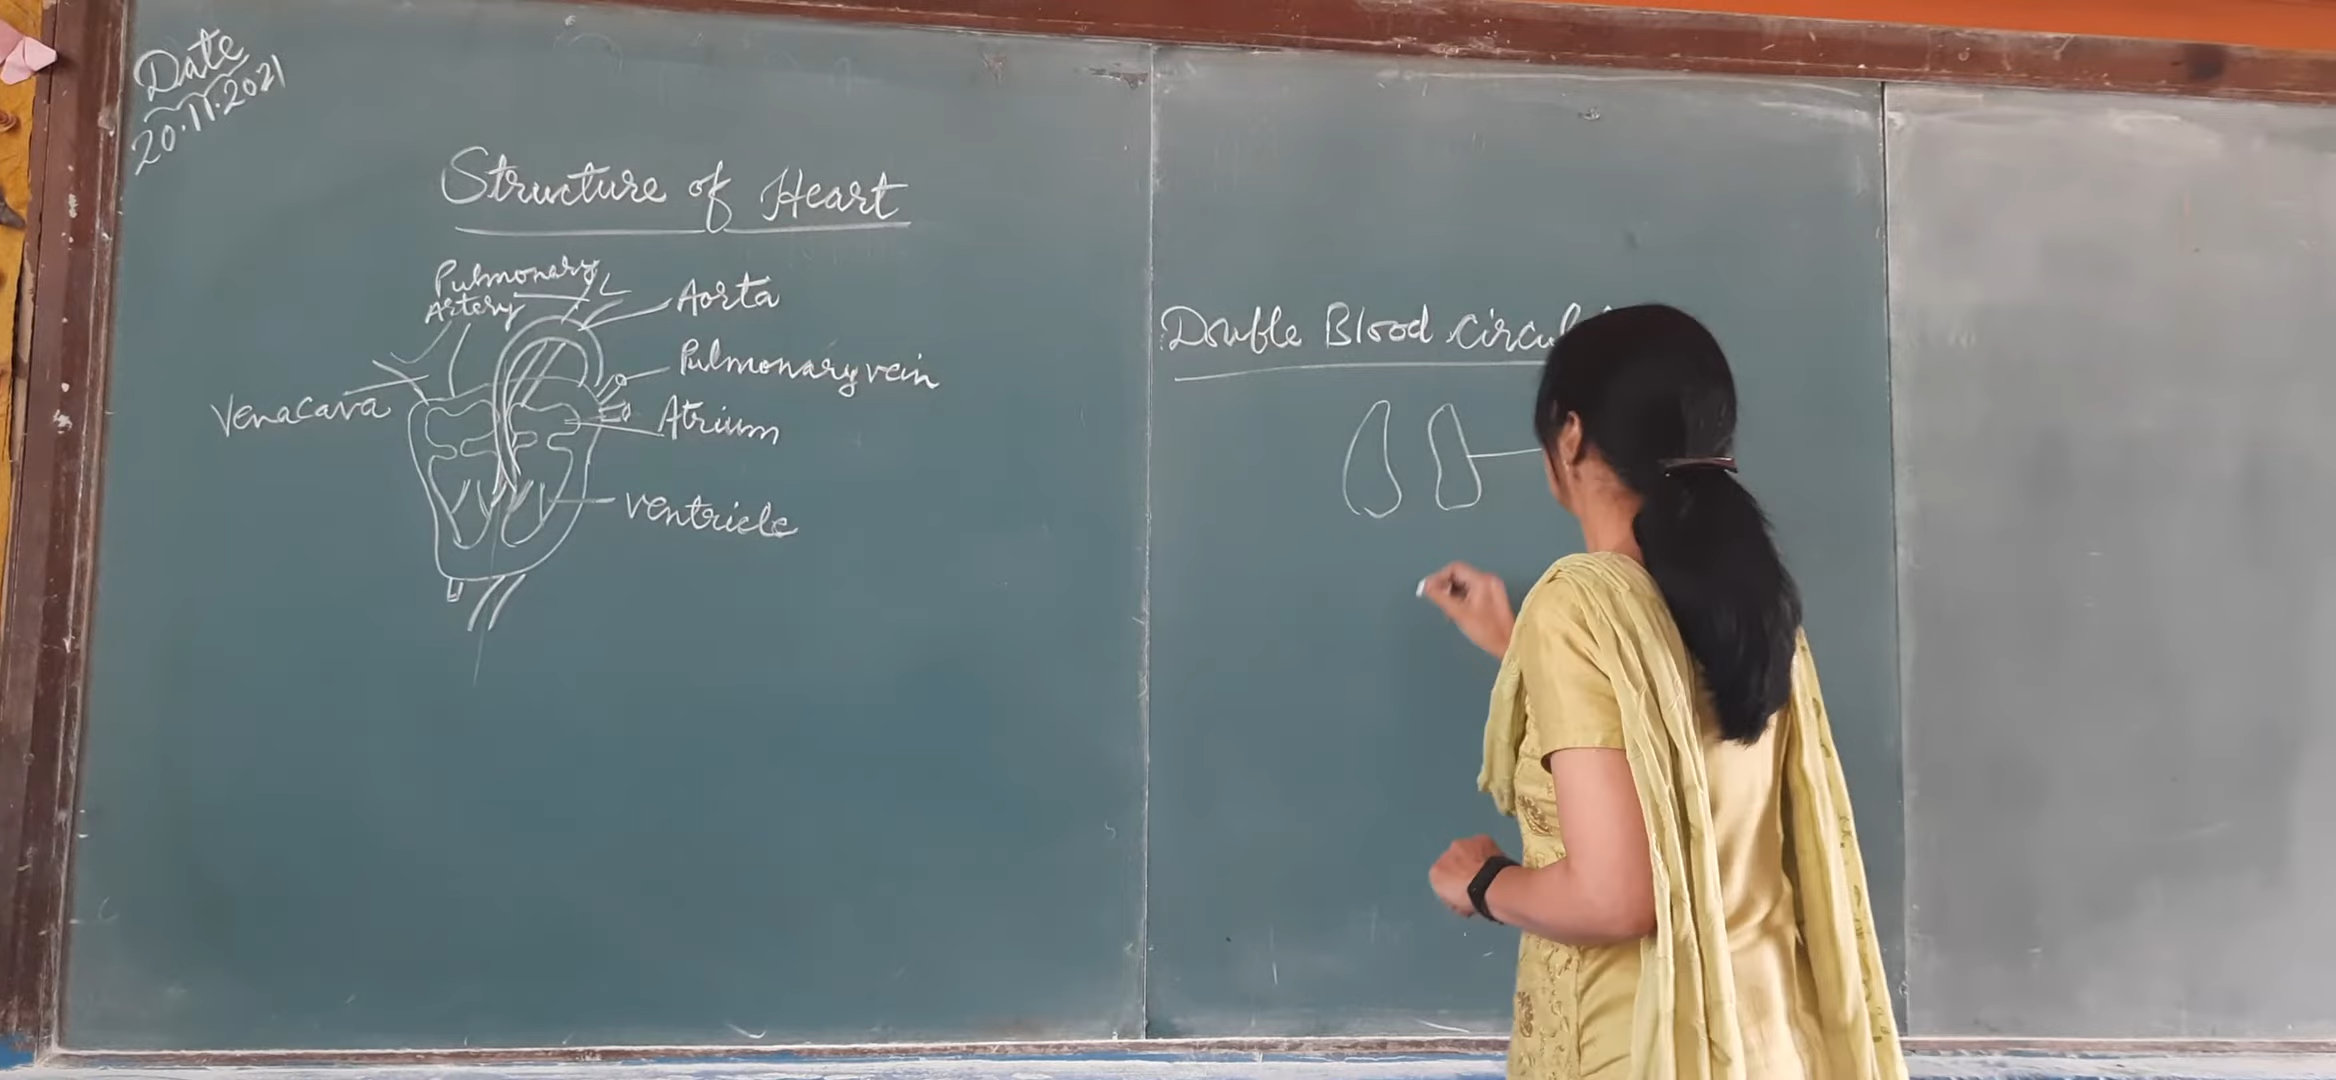 Date
20.11.2021
Structure of Heart
Pulmonary
Artery
Aorta
Pulmonary vein
Venacava
Atrium
Ventricle
Double Blood